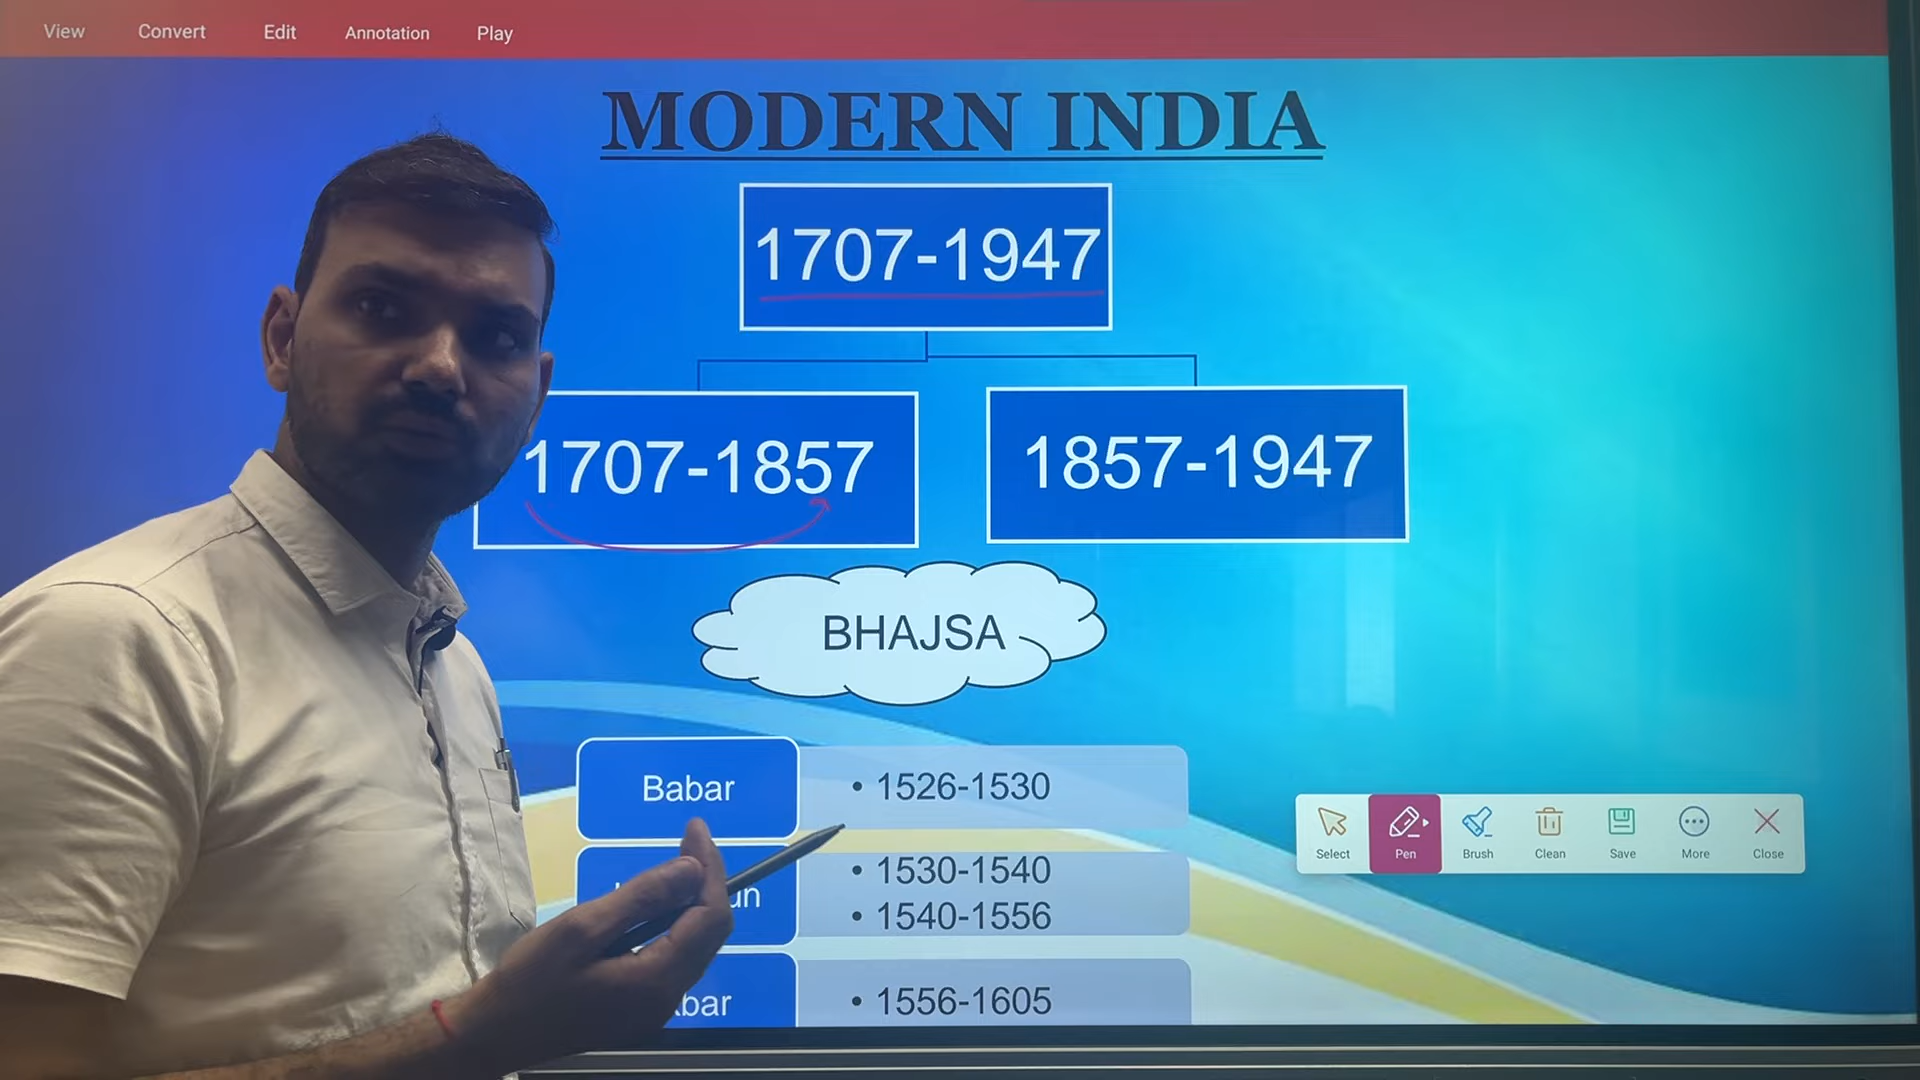 View Convert Edit Annotation Play
MODERN INDIA
1707-1947
1707-1857 1857-1947
BHAJSA
Babar • 1526-1530
• 1530-1540
• 1540-1556
• 1556-1605
Select Pen Brush Clean Save More Close